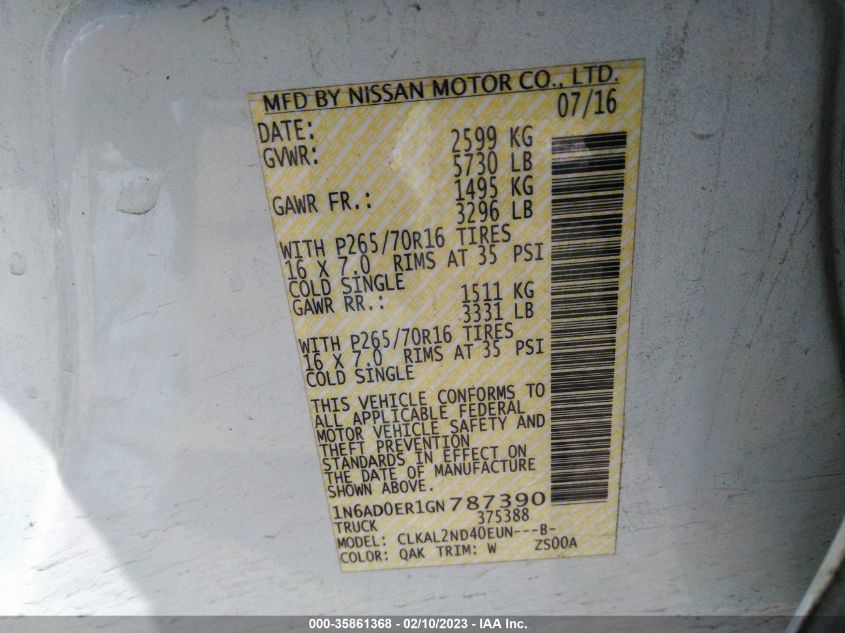 MFD BY NISSAN MOTOR CO., LTD.
DATE: 07/16
GVWR: 2599 KG
5730 LB
GAWR FR.: 1495 KG
3296 LB
WITH P265/70R16 TIRES
16 X 7.0 RIMS AT 35 PSI
COLD SINGLE
GAWR RR.: 1511 KG
3331 LB
WITH P265/70R16 TIRES
16 X 7.0 RIMS AT 35 PSI
COLD SINGLE
THIS VEHICLE CONFORMS TO
ALL APPLICABLE FEDERAL
MOTOR VEHICLE SAFETY AND
THEFT PREVENTION
STANDARDS IN EFFECT ON
THE DATE OF MANUFACTURE
SHOWN ABOVE.
1N6AD0ER1GN787390
TRUCK 375388
MODEL: CLKAL2ND40EUN---B-
COLOR: QAK TRIM: W ZS00A
000-35861368 - 02/10/2023 - IAA Inc.